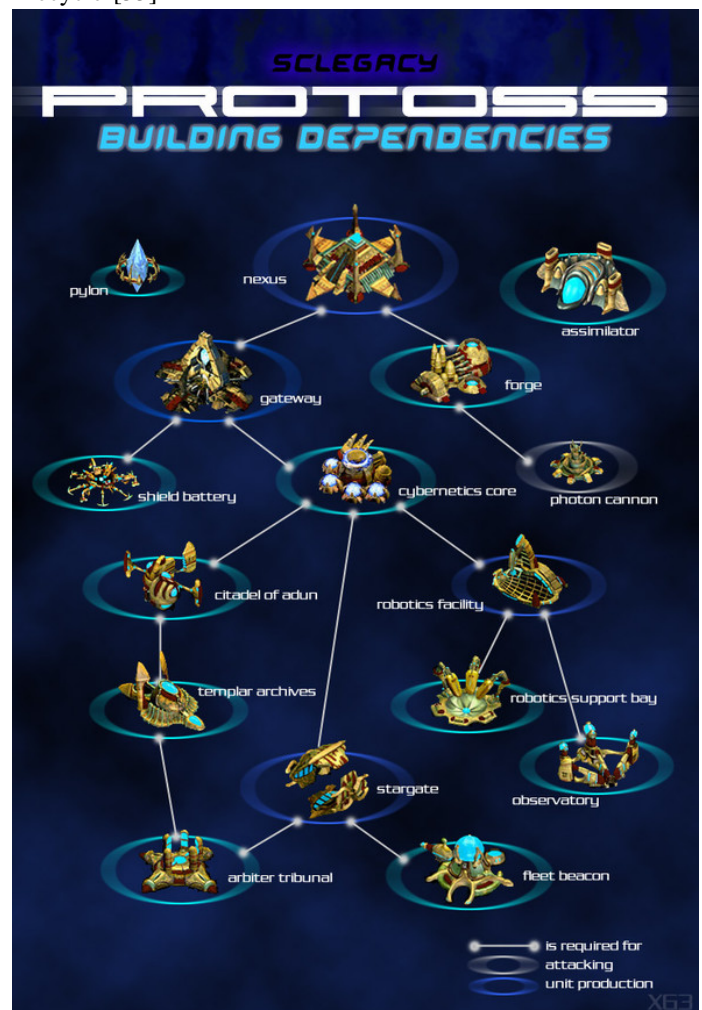 SCLEGACY
PROTOSS
BUILDING DEPENDENCIES
pylon
nexus
assimilator
gateway
forge
shield battery
cybernetics core
photon cannon
citadel of adun
robotics facility
templar archives
robotics support bay
stargate
observatory
arbiter tribunal
fleet beacon
is required for
attacking
unit production
X63